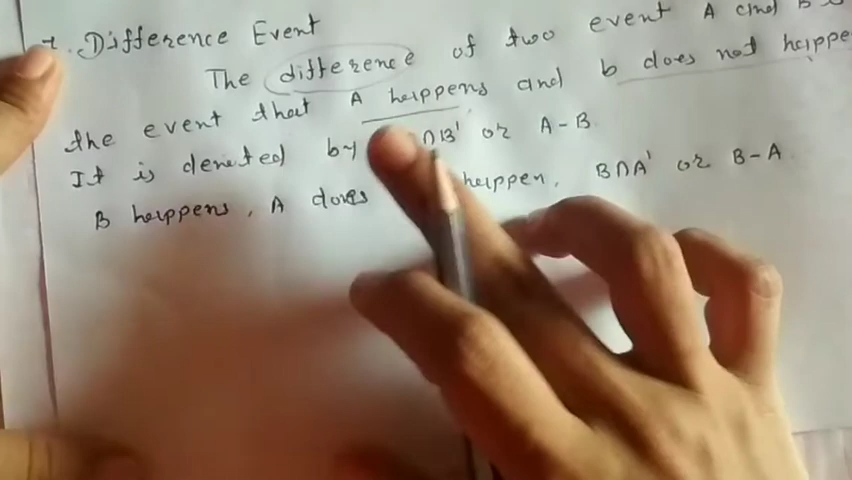 7. Difference Event
The difference of two event A and B
the event that A happens and b does not happe
It is denoted by ∩B' or A-B.
B happens, A does happen, B∩A' or B-A